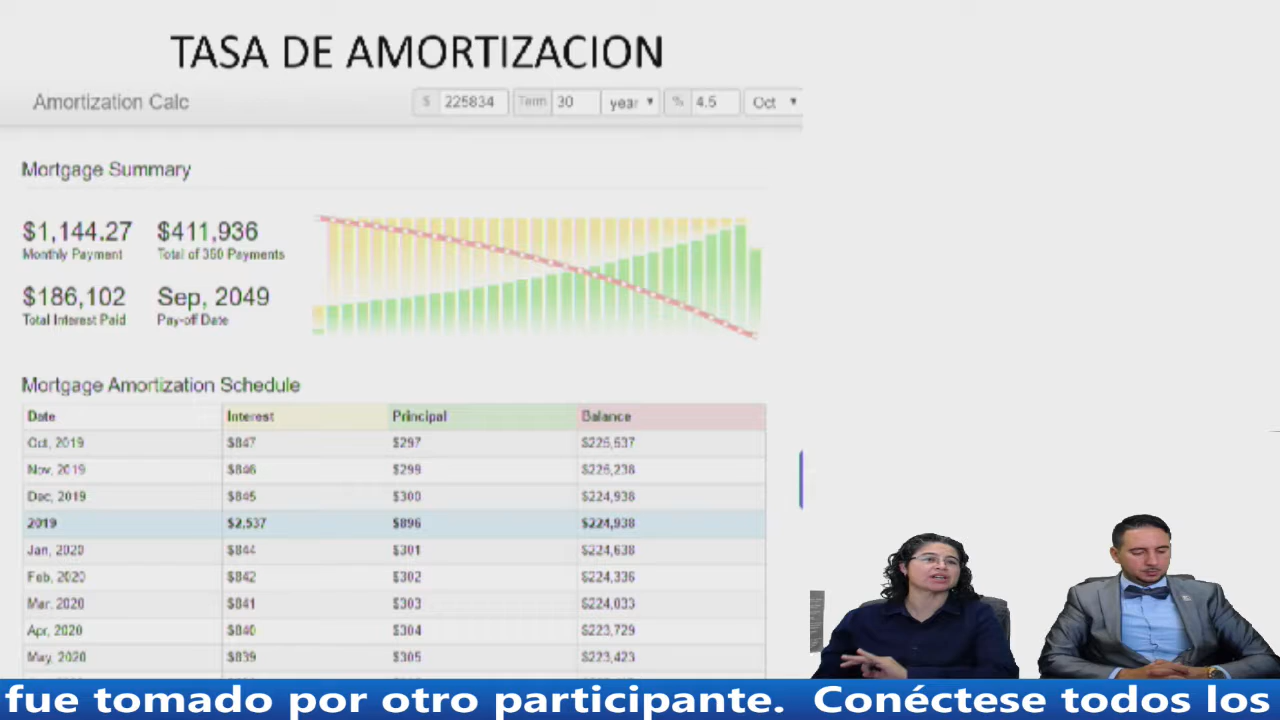 TASA DE AMORTIZACION
Amortization Calc $ 225834 Term 30 year % 4.5 Oct
Mortgage Summary
$1,144.27 $411,936
Monthly Payment Total of 360 Payments
$186,102 Sep, 2049
Total Interest Paid Pay-off Date
Mortgage Amortization Schedule
Date Interest Principal Balance
Oct, 2019 $847 $297 $225,537
Nov, 2019 $846 $299 $225,238
Dec, 2019 $845 $300 $224,938
2019 $2,537 $896 $224,938
Jan, 2020 $844 $301 $224,638
Feb, 2020 $842 $302 $224,336
Mar, 2020 $841 $303 $224,033
Apr, 2020 $840 $304 $223,729
May, 2020 $839 $305 $223,423
fue tomado por otro participante. Conéctese todos los